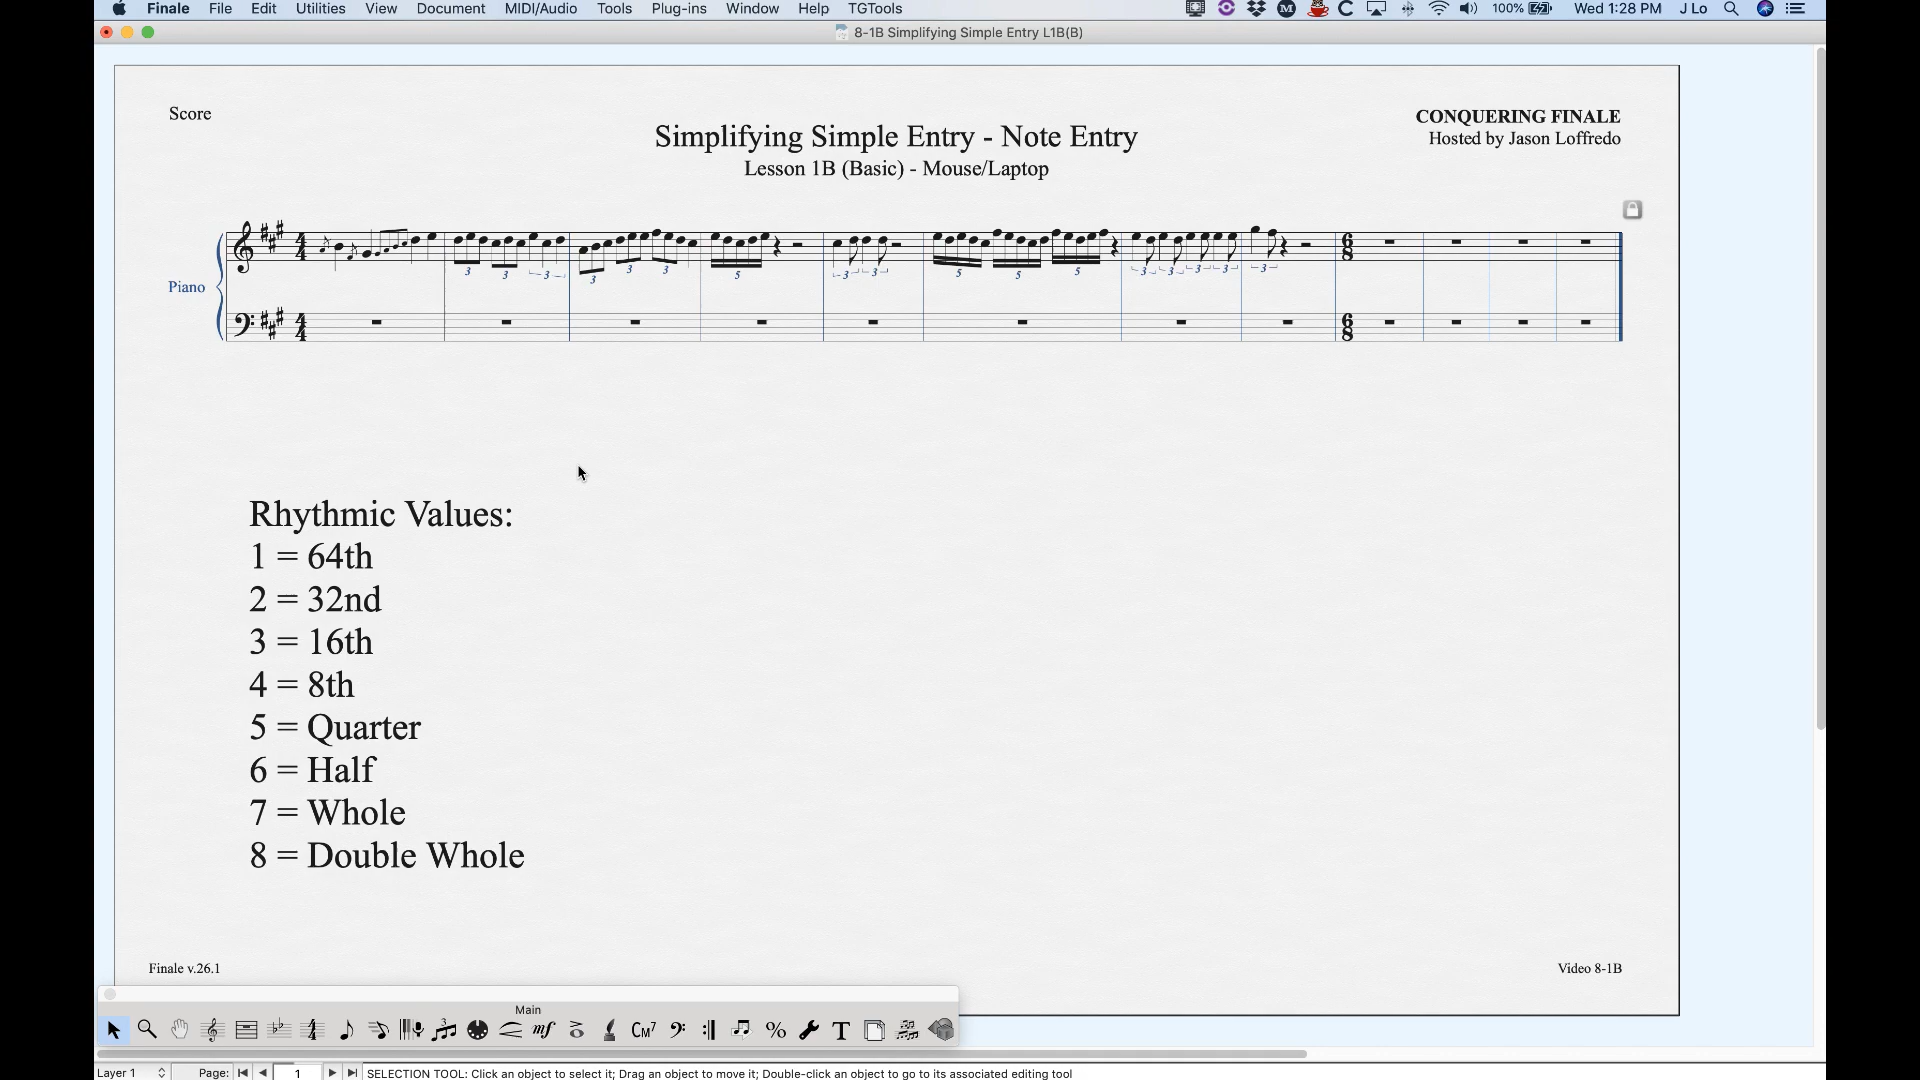 Finale File Edit Utilities View Document MIDI/Audio Tools Plug-ins Window Help TGTools 100% Wed 1:28 PM J Lo
8-1B Simplifying Simple Entry L1B(B)
Score
CONQUERING FINALE
Simplifying Simple Entry - Note Entry
Hosted by Jason Loffredo
Lesson 1B (Basic) - Mouse/Laptop
Piano
Rhythmic Values:
1 = 64th
2 = 32nd
3 = 16th
4 = 8th
5 = Quarter
6 = Half
7 = Whole
8 = Double Whole
Finale v.26.1
Video 8-1B
Main
Layer 1 Page: 1 SELECTION TOOL: Click an object to select it; Drag an object to move it; Double-click an object to go to its associated editing tool